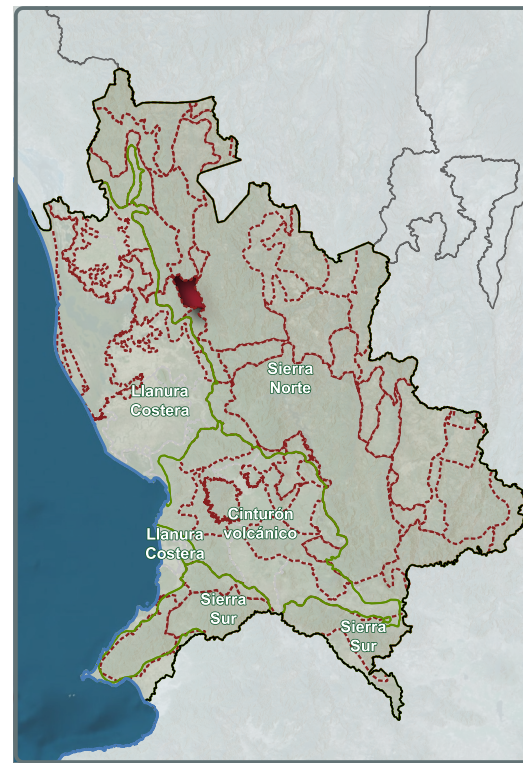 Sierra
Norte
Llanura
Costera
Cinturón
volcánico
Llanura
Costera
Sierra
Sur
Sierra
Sur